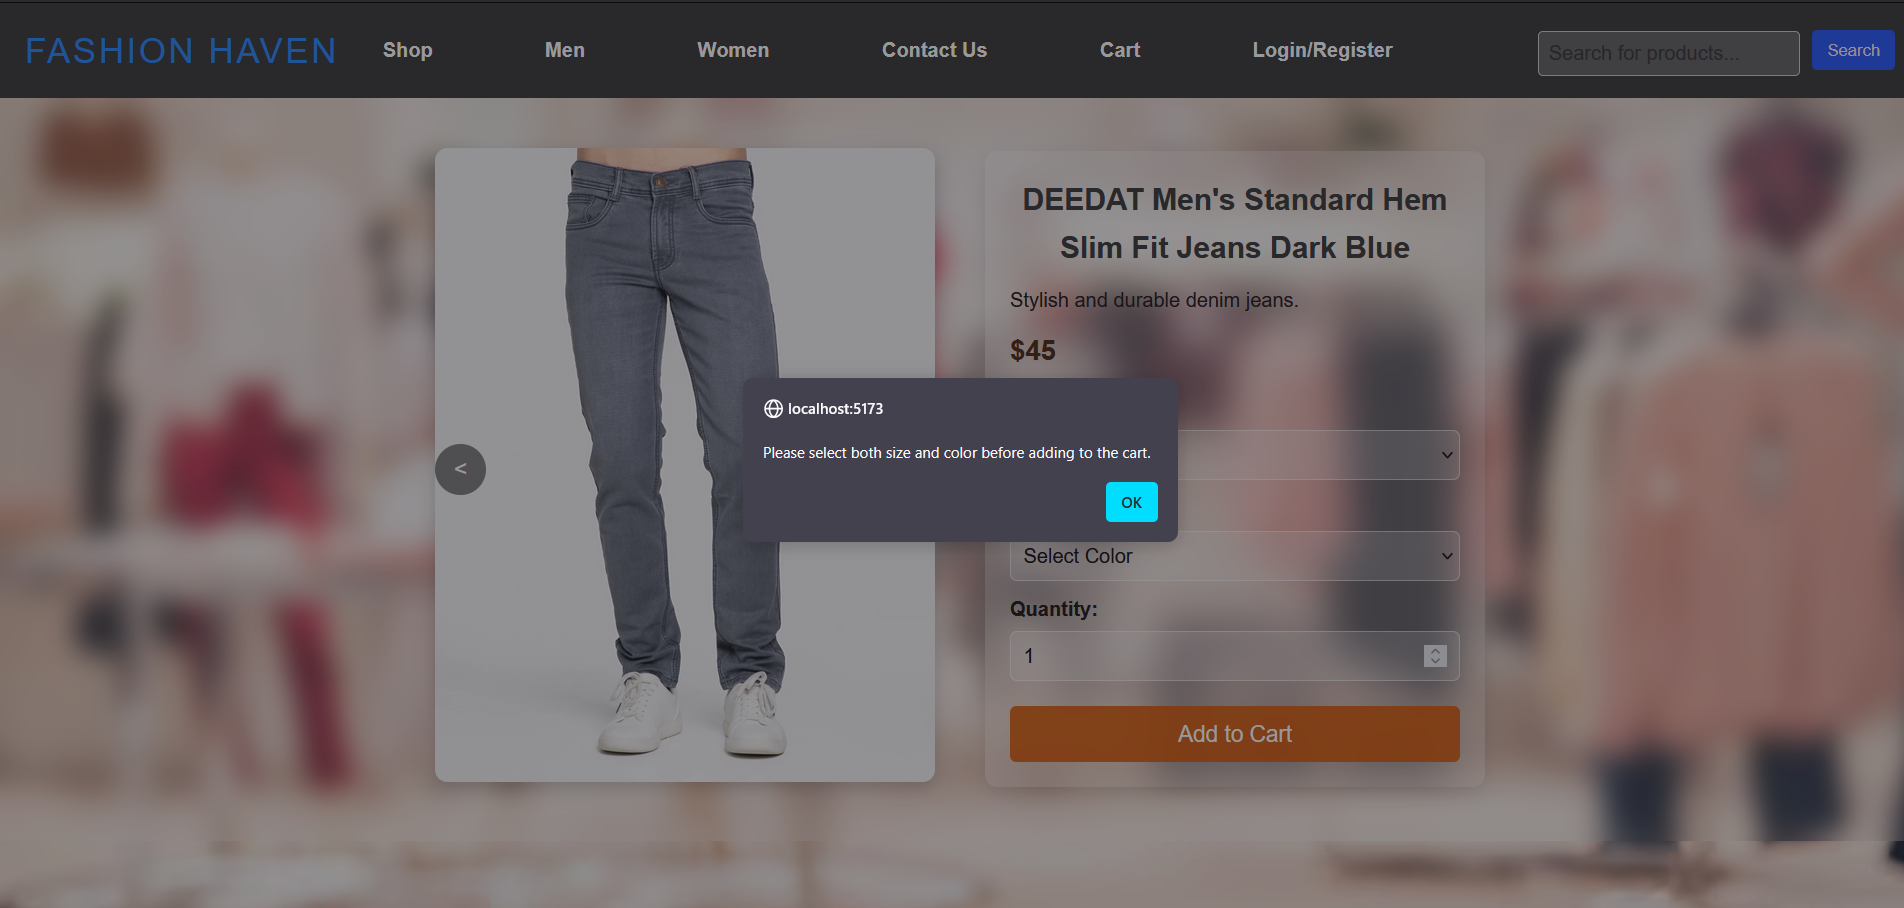 FASHION HAVEN
Shop
Men
Women
Contact Us
Cart
Login/Register
Search for products...
Search
DEEDAT Men's Standard Hem
Slim Fit Jeans Dark Blue
Stylish and durable denim jeans.
$45
localhost:5173
Please select both size and color before adding to the cart.
OK
<
Select Color
Quantity:
1
Add to Cart